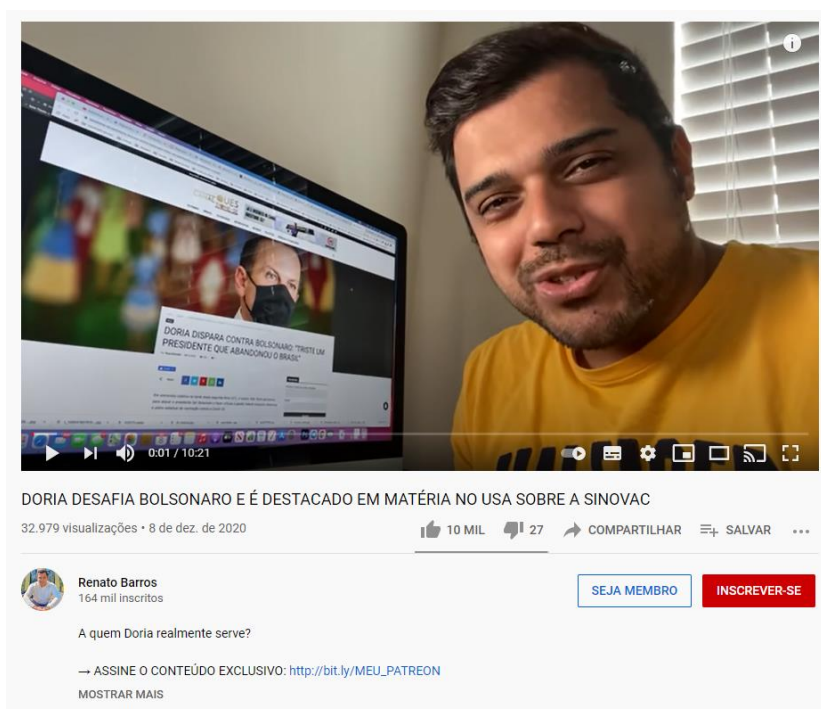 DORIA DISPARA CONTRA BOLSONARO: "TRISTE UM
PRESIDENTE QUE ABANDONOU O BRASIL"
0:01 / 10:21
DORIA DESAFIA BOLSONARO E É DESTACADO EM MATÉRIA NO USA SOBRE A SINOVAC
32.979 visualizações • 8 de dez. de 2020
10 MIL 27 COMPARTILHAR SALVAR
Renato Barros
164 mil inscritos
SEJA MEMBRO INSCREVER-SE
A quem Doria realmente serve?
→ ASSINE O CONTEÚDO EXCLUSIVO: http://bit.ly/MEU_PATREON
MOSTRAR MAIS